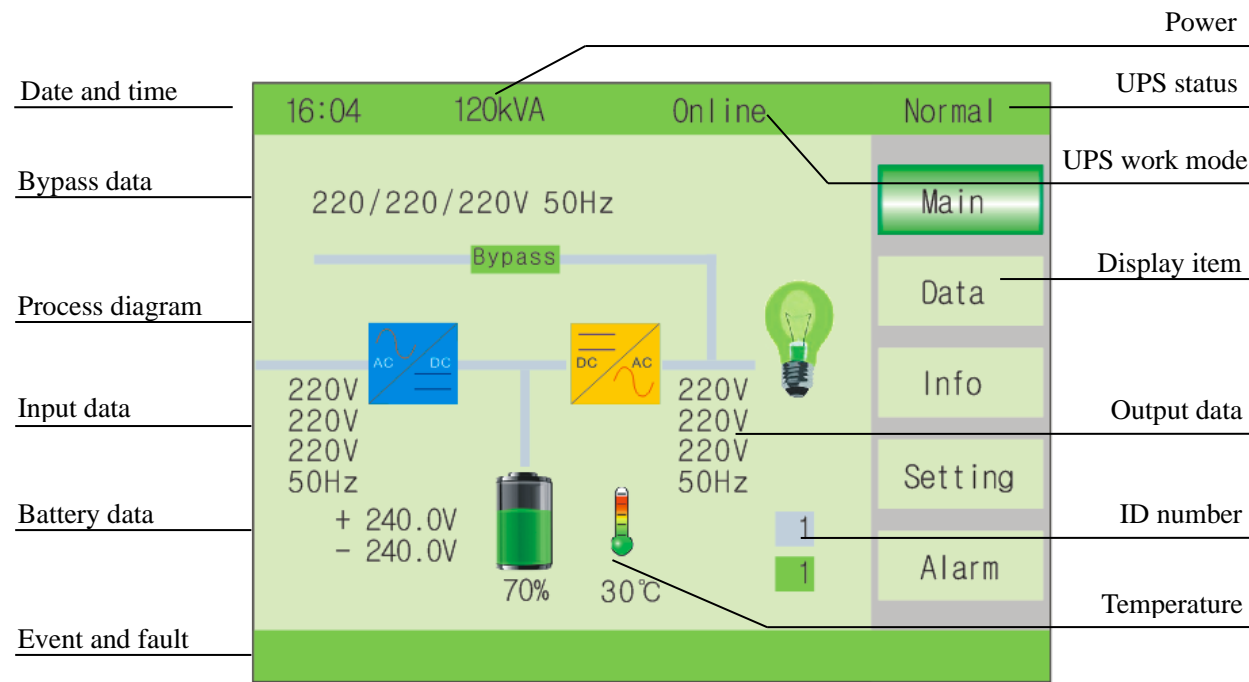 Power
Date and time
UPS status
16:04 120kVA Online Normal
UPS work mode
Bypass data
220/220/220V 50Hz
Main
Bypass
Display item
Data
Process diagram
AC DC
DC AC
Info
Input data
220V
220V
220V
50Hz
220V
220V
220V
50Hz
Output data
Setting
Battery data
+ 240.0V
- 240.0V
ID number
1
1
Alarm
70%
30℃
Temperature
Event and fault